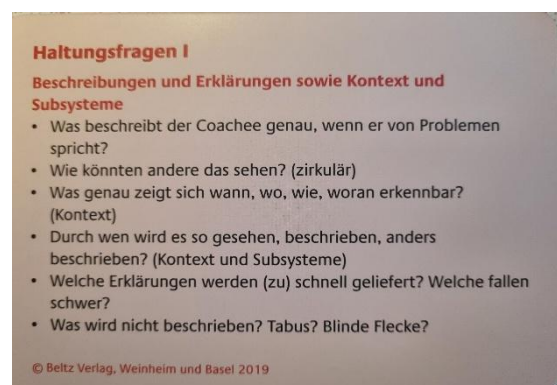 Haltungsfragen I
Beschreibungen und Erklärungen sowie Kontext und
Subsysteme
• Was beschreibt der Coachee genau, wenn er von Problemen
spricht?
• Wie könnten andere das sehen? (zirkulär)
• Was genau zeigt sich wann, wo, wie, woran erkennbar?
(Kontext)
• Durch wen wird es so gesehen, beschrieben, anders
beschrieben? (Kontext und Subsysteme)
• Welche Erklärungen werden (zu) schnell geliefert? Welche fallen
schwer?
• Was wird nicht beschrieben? Tabus? Blinde Flecke?
© Beltz Verlag, Weinheim und Basel 2019